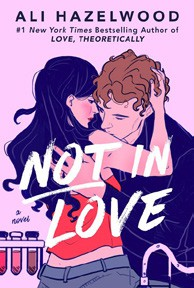 ALI HAZELWOOD
#1 New York Times Bestselling Author of
LOVE, THEORETICALLY
NOT IN
LOVE
a
novel